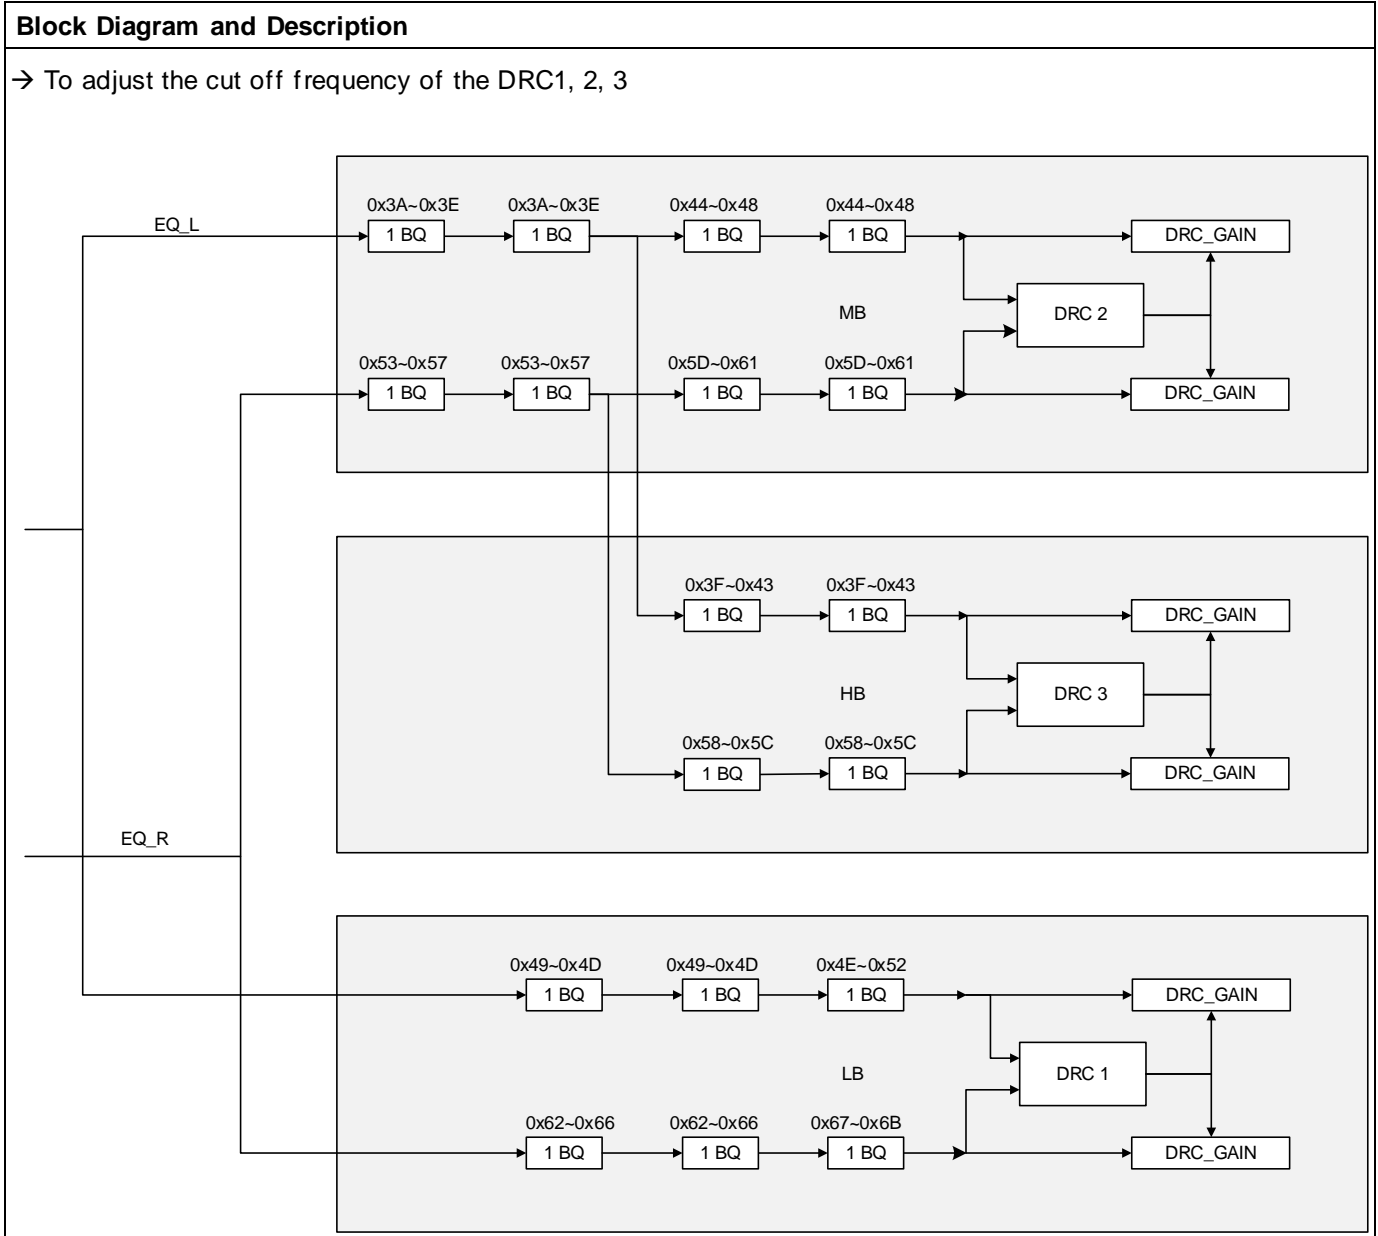 Block Diagram and Description
→ To adjust the cut off frequency of the DRC1, 2, 3
0x3A~0x3E 0x3A~0x3E 0x44~0x48 0x44~0x48
EQ_L 1 BQ 1 BQ 1 BQ 1 BQ DRC_GAIN
MB DRC 2
0x53~0x57 0x53~0x57 0x5D~0x61 0x5D~0x61
1 BQ 1 BQ 1 BQ 1 BQ DRC_GAIN
0x3F~0x43 0x3F~0x43
1 BQ 1 BQ DRC_GAIN
HB DRC 3
0x58~0x5C 0x58~0x5C
1 BQ 1 BQ DRC_GAIN
EQ_R
0x49~0x4D 0x49~0x4D 0x4E~0x52
1 BQ 1 BQ 1 BQ DRC_GAIN
LB DRC 1
0x62~0x66 0x62~0x66 0x67~0x6B
1 BQ 1 BQ 1 BQ DRC_GAIN